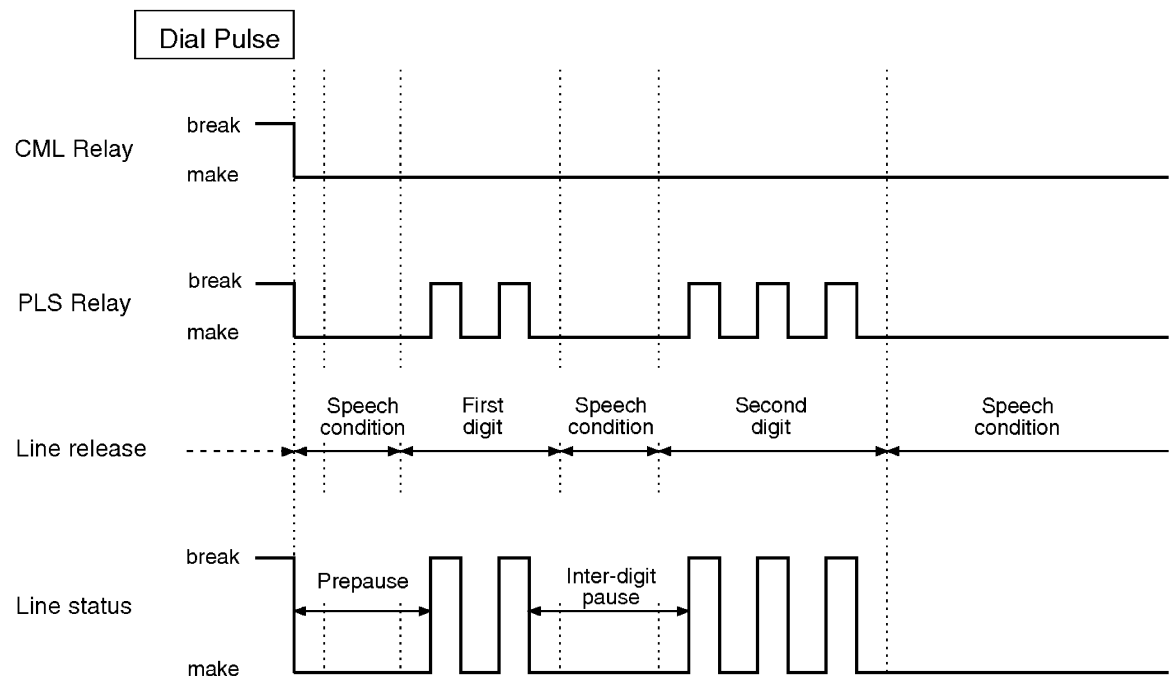 Dial Pulse
CML Relay
break
make
PLS Relay
break
make
Speech
condition
First
digit
Speech
condition
Second
digit
Speech
condition
Line release
Line status
break
make
Prepause
Inter-digit
pause